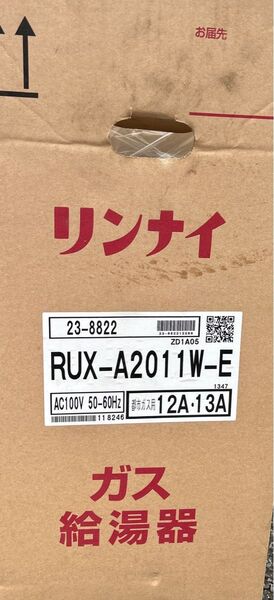 お届先
リンナイ
23-8822
ZD1A05
RUX-A2011W-E
1347
AC100V 50-60Hz
都市ガス用 12A・13A
118246
ガス
給湯器